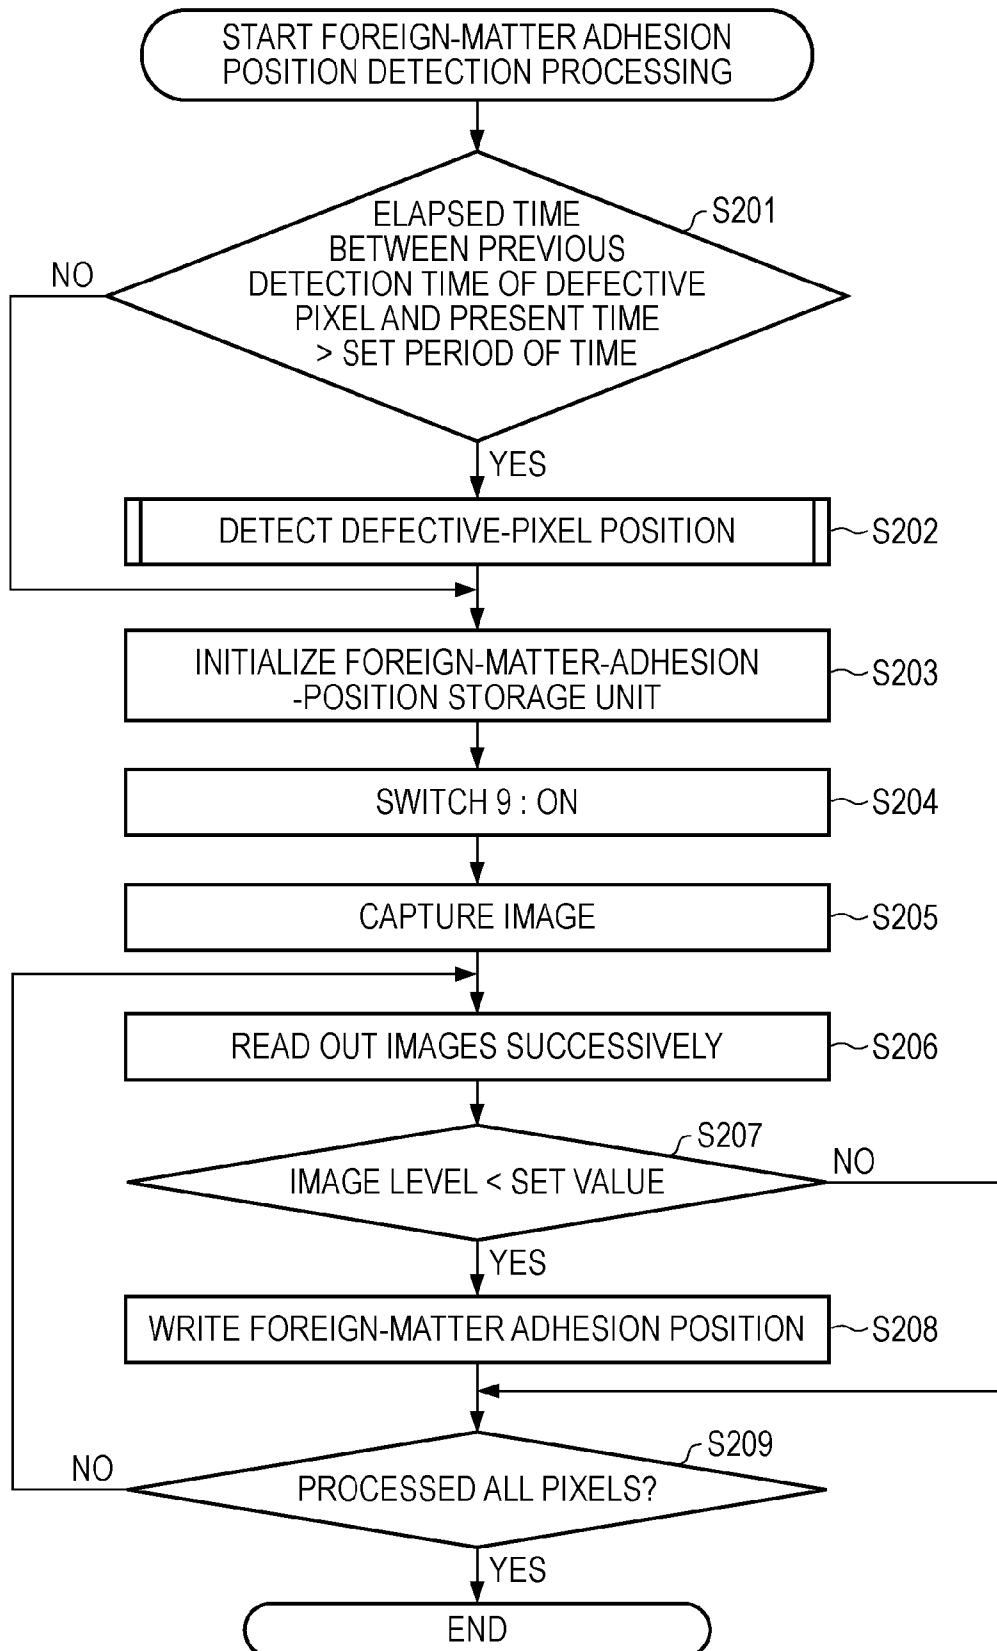 START FOREIGN-MATTER ADHESION
POSITION DETECTION PROCESSING
S201
ELAPSED TIME
BETWEEN PREVIOUS
DETECTION TIME OF DEFECTIVE
PIXEL AND PRESENT TIME
> SET PERIOD OF TIME
NO
YES
DETECT DEFECTIVE-PIXEL POSITION
S202
INITIALIZE FOREIGN-MATTER-ADHESION
-POSITION STORAGE UNIT
S203
SWITCH 9 : ON
S204
CAPTURE IMAGE
S205
READ OUT IMAGES SUCCESSIVELY
S206
S207
IMAGE LEVEL < SET VALUE
NO
YES
WRITE FOREIGN-MATTER ADHESION POSITION
S208
S209
NO
PROCESSED ALL PIXELS?
YES
END